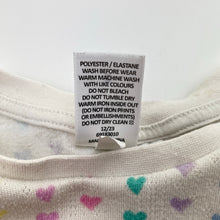 POLYESTER / ELASTANE
WASH BEFORE WEAR
WARM MACHINE WASH
WITH LIKE COLOURS
DO NOT BLEACH
DO NOT TUMBLE DRY
WARM IRON INSIDE OUT
(DO NOT IRON PRINTS
OR EMBELLISHMENTS)
DO NOT DRY CLEAN
12/23